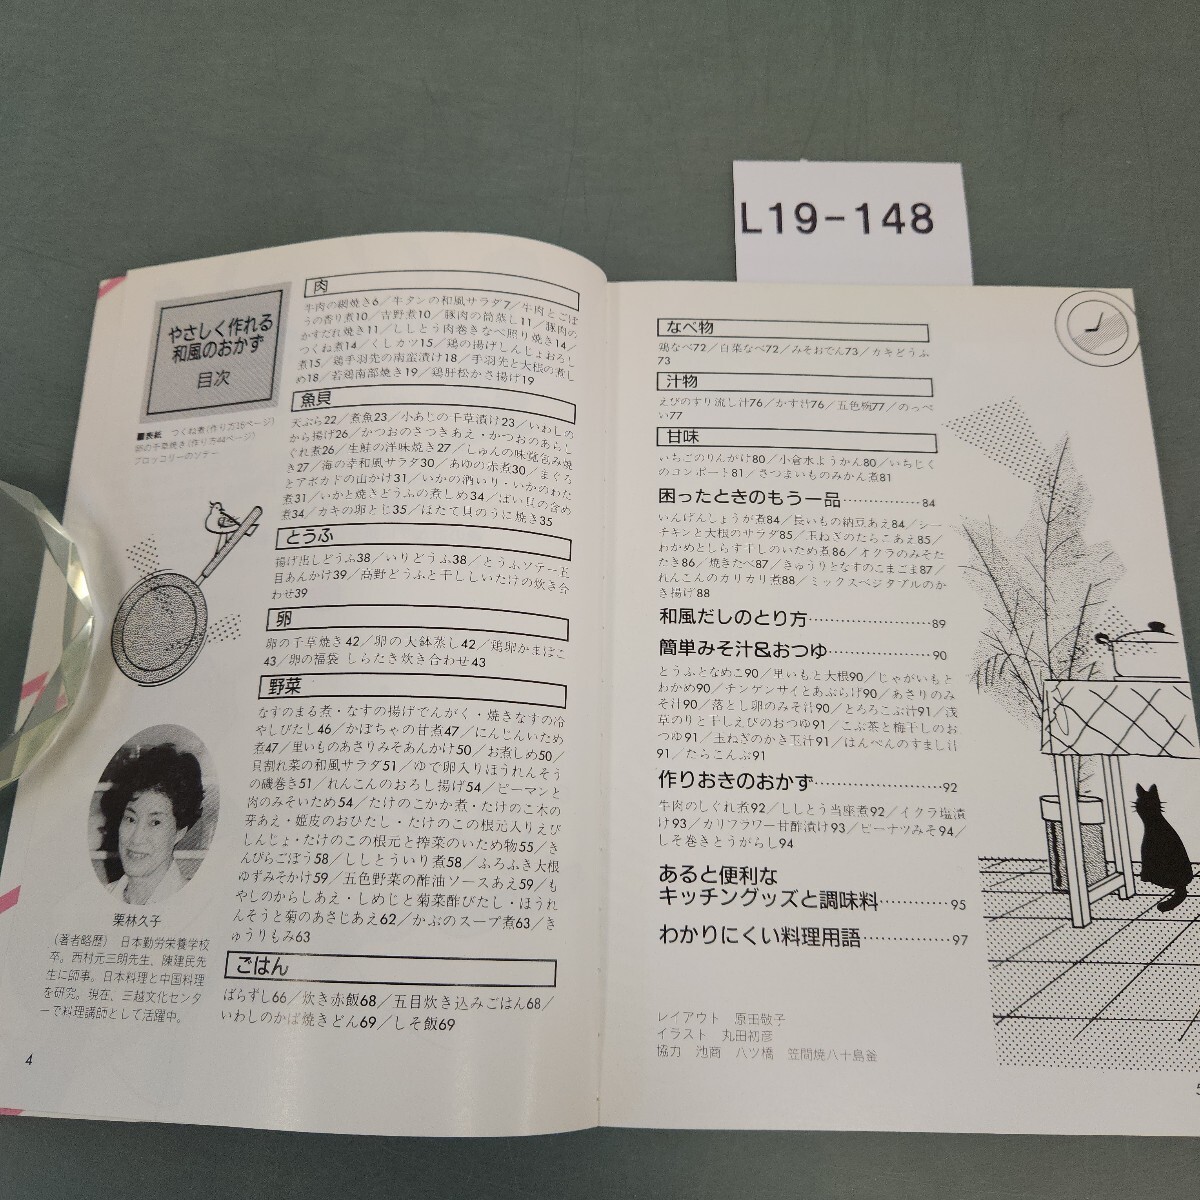 L19-148
やさしく作れる
和風のおかず
目次
■表紙 つくね煮(作り方15ページ)
卵の千草焼き(作り方44ページ)
ブロッコリーのソテー
栗林久子
(著者略歴) 日本勤労栄養学校
卒。西村元三朗先生、陳建民先
生に師事。日本料理と中国料理
を研究。現在、三越文化センタ
ーで料理講師として活躍中。
4
肉
牛肉の網焼き6/牛タンの和風サラダ7/牛肉とごぼ
うの香り煮10/吉野煮10/豚肉の筒蒸し11/豚肉の
かすだれ焼き11/ししとう肉巻きなべ照り焼き14/
つくね煮14/くしカツ15/鶏の揚げしんじょおろし
煮15/鶏手羽先の南蛮漬け18/手羽先と大根の煮し
め18/若鶏南部焼き19/鶏肝松かさ揚げ19
魚貝
天ぷら22/煮魚23/小あじの千草漬け23/いわしの
から揚げ26/かつおのさつきあえ・かつおのあらし
ぐれ煮26/生鮭の洋味焼き27/しゅんの味覚包み焼
き27/海の幸和風サラダ30/あゆの赤煮30/まぐろ
とアボカドの山かけ31/いかの酒いり・いかのわた
煮31/いかと焼きどうふの煮しめ34/ばい貝の含め
煮34/カキの卵とじ35/はたて貝のうに焼き35
とうふ
揚げ出しどうふ38/いりどうふ38/とうふソテー五
目あんかけ39/高野どうふと干ししいたけの炊き合
わせ39
卵
卵の千草焼き42/卵の大鉢蒸し42/鶏卵かまぼこ
43/卵の福袋 しらたき炊き合わせ43
野菜
なすのまる煮・なすの揚げでんがく・焼きなすの冷
やしびたし46/かぼちゃの甘煮47/にんじんいため
煮47/里いものあさりみそあんかけ50/お煮しめ50/
貝割れ菜の和風サラダ51/ゆで卵入りほうれんそう
の磯巻き51/れんこんのおろし揚げ54/ピーマンと
肉のみそいため54/たけのこかか煮・たけのこ木の
芽あえ・姫皮のおひたし・たけのこの根元入りえび
しんじょ・たけのこの根元と搾菜のいため物55/き
んぴらごぼう58/ししとういり煮58/ふろふき大根
ゆずみそかけ59/五色野菜の酢油ソースあえ59/も
やしのからしあえ・しめじと菊菜酢びたし・ほうれ
んそうと菊のあさじあえ62/かぶのスープ煮63/き
ゅうりもみ63
ごはん
ばらずし66/炊き赤飯68/五目炊き込みごはん68/
いわしのかば焼きどん69/しそ飯69
なべ物
鶏なべ72/白菜なべ72/みそおでん73/カキどうふ
73
汁物
えびのすり流し汁76/かす汁76/五色椀77/のっぺ
い77
甘味
いちごのりんかけ80/小倉水ようかん80/いちじく
のコンポート81/さつまいものみかん煮81
困ったときのもう一品…………84
いんげんしょうが煮84/長いもの納豆あえ84/シー
チキンと大根のサラダ85/玉ねぎのたらこあえ85/
わかめとしらす干しのいため煮86/オクラのみそた
たき86/焼きたべ87/きゅうりとなすのこまこま87/
れんこんのカリカリ煮88/ミックスベジタブルのか
き揚げ88
和風だしのとり方…………89
簡単みそ汁&おつゆ…………90
とうふとなめこ90/里いもと大根90/じゃがいもと
わかめ90/チンゲンサイとあぶらげ90/あさりのみ
そ汁90/落とし卵のみそ汁90/とろろこぶ汁91/浅
草のりと干しえびのおつゆ91/こぶ茶と梅干しのお
つゆ91/玉ねぎのかき玉汁91/はんぺんのすまし汁
91/たらこんぶ91
作りおきのおかず…………92
牛肉のしぐれ煮92/ししとう当座煮92/イクラ塩漬
け93/カリフラワー甘酢漬け93/ピーナツみそ94/
しそ巻きとうがらし94
あると便利な
キッチングッズと調味料…………95
わかりにくい料理用語…………97
レイアウト 原田敬子
イラスト 丸田初彦
協力 池商 八ツ橋 笠間焼八十島釜
5